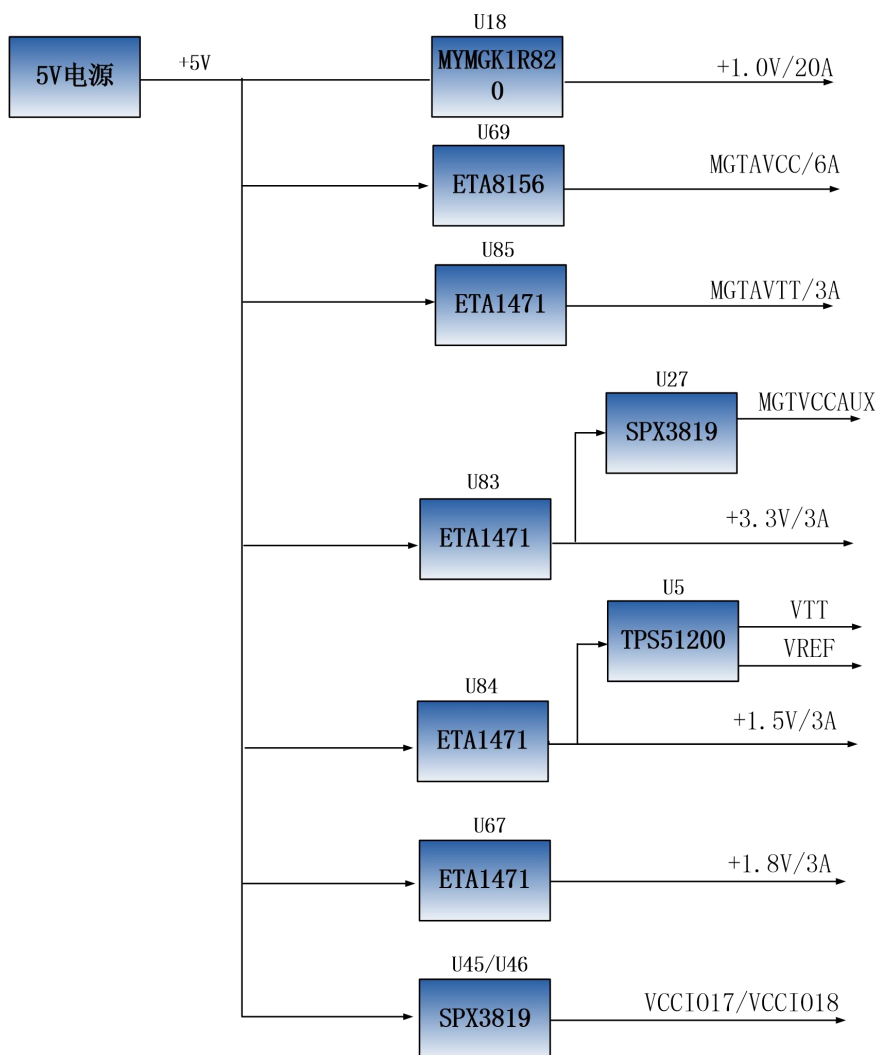 U18
5V电源
+5V
MYMGK1R82
0
+1.0V/20A
U69
ETA8156
MGTAVCC/6A
U85
ETA1471
MGTAVTT/3A
U27
SPX3819
MGTVCCAUX
U83
ETA1471
+3.3V/3A
U5
TPS51200
VTT
VREF
U84
ETA1471
+1.5V/3A
U67
ETA1471
+1.8V/3A
U45/U46
SPX3819
VCCIO17/VCCIO18